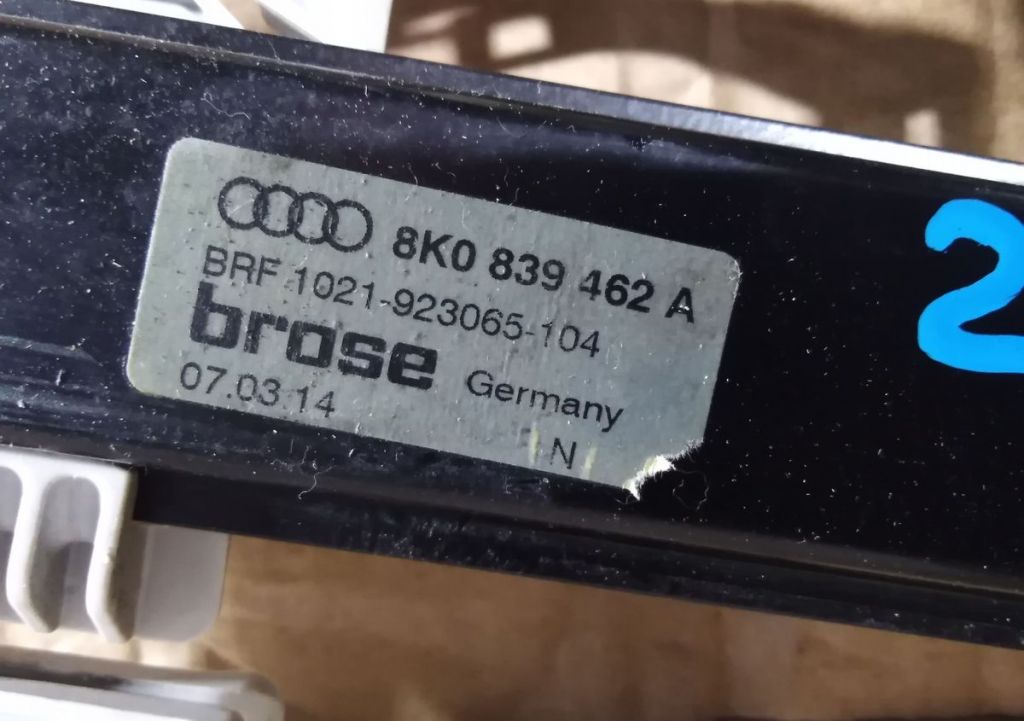 8K0 839 462 A
BRF 1021-923065-104
brose Germany
07.03.14
N
2